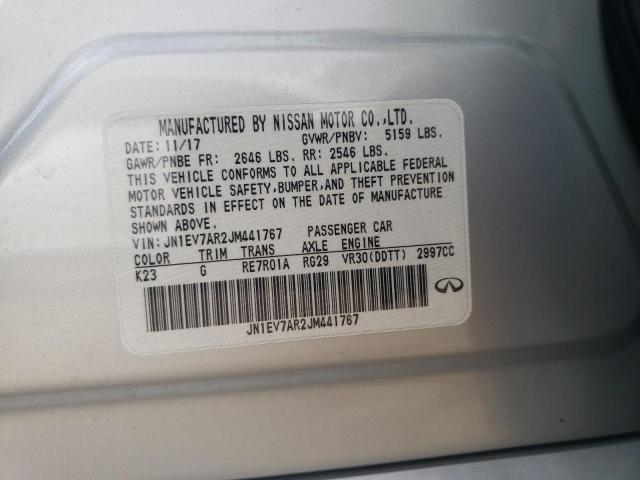 MANUFACTURED BY NISSAN MOTOR CO.,LTD.
DATE: 11/17 GVWR/PNBV: 5159 LBS.
GAWR/PNBE FR: 2646 LBS. RR: 2546 LBS.
THIS VEHICLE CONFORMS TO ALL APPLICABLE FEDERAL
MOTOR VEHICLE SAFETY,BUMPER,AND THEFT PREVENTION
STANDARDS IN EFFECT ON THE DATE OF MANUFACTURE
SHOWN ABOVE.
VIN: JN1EV7AR2JM441767 PASSENGER CAR
COLOR TRIM TRANS AXLE ENGINE
K23 G RE7R01A RG29 VR30(DDTT) 2997CC
JN1EV7AR2JM441767